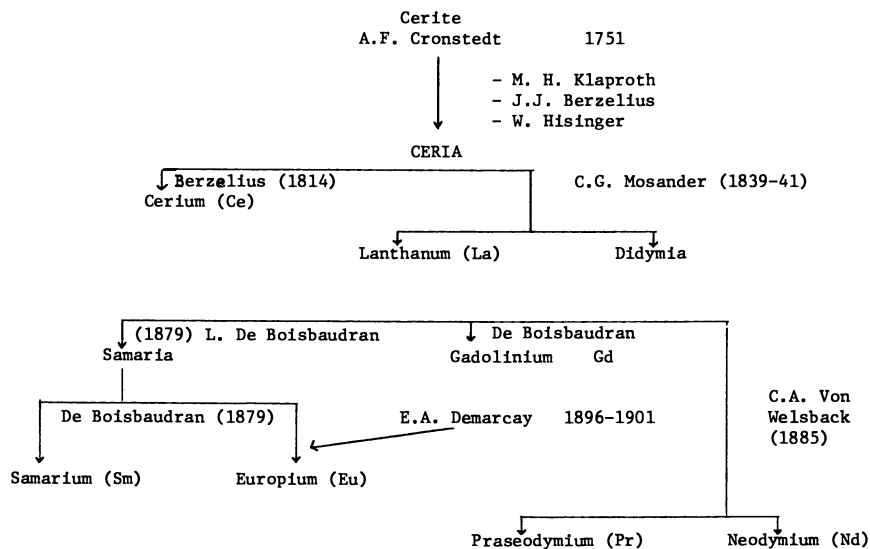 Cerite
A.F. Cronstedt 1751
- M. H. Klaproth
- J.J. Berzelius
- W. Hisinger
CERIA
Berzelius (1814) C.G. Mosander (1839-41)
Cerium (Ce)
Lanthanum (La) Didymia
(1879) L. De Boisbaudran De Boisbaudran
Samaria Gadolinium Gd
C.A. Von
De Boisbaudran (1879) E.A. Demarcay 1896-1901 Welsback
(1885)
Samarium (Sm) Europium (Eu)
Praseodymium (Pr) Neodymium (Nd)